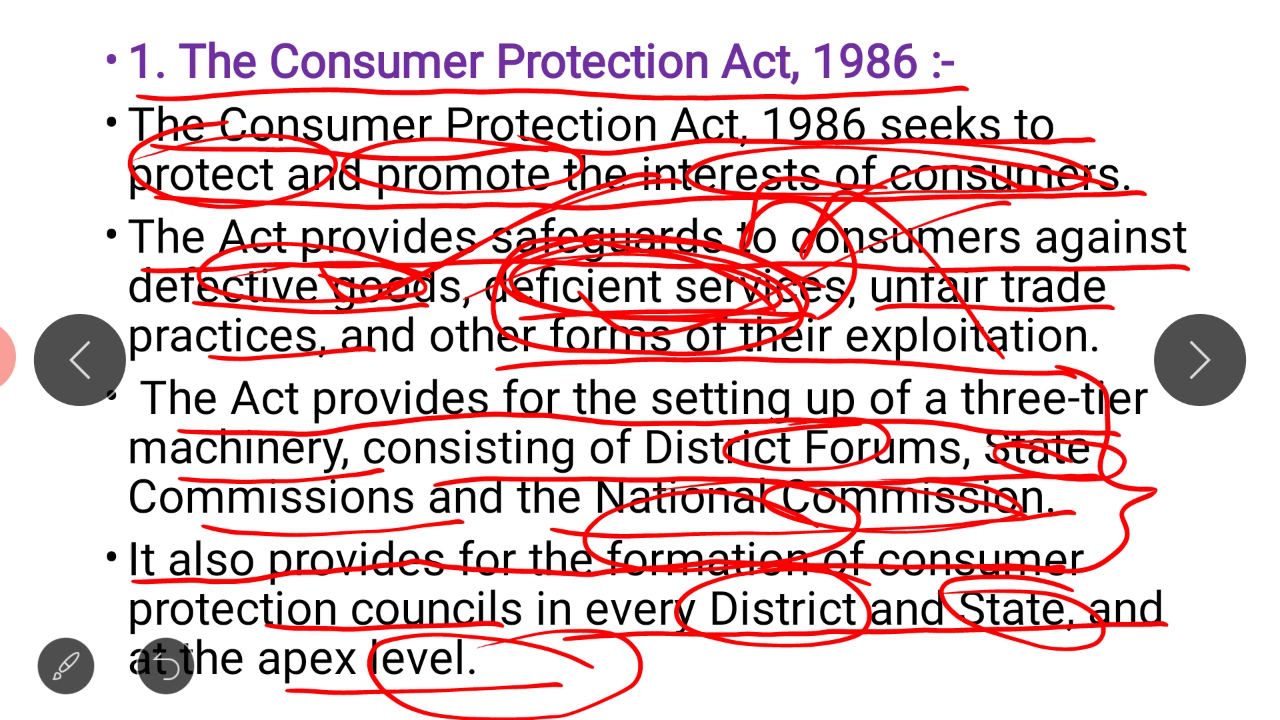 • 1. The Consumer Protection Act, 1986 :-
• The Consumer Protection Act, 1986 seeks to
protect and promote the interests of consumers.
• The Act provides safeguards to consumers against
defective goods, deficient services, unfair trade
practices, and other forms of their exploitation.
• The Act provides for the setting up of a three-tier
machinery, consisting of District Forums, State
Commissions and the National Commission.
• It also provides for the formation of consumer
protection councils in every District and State, and
at the apex level.